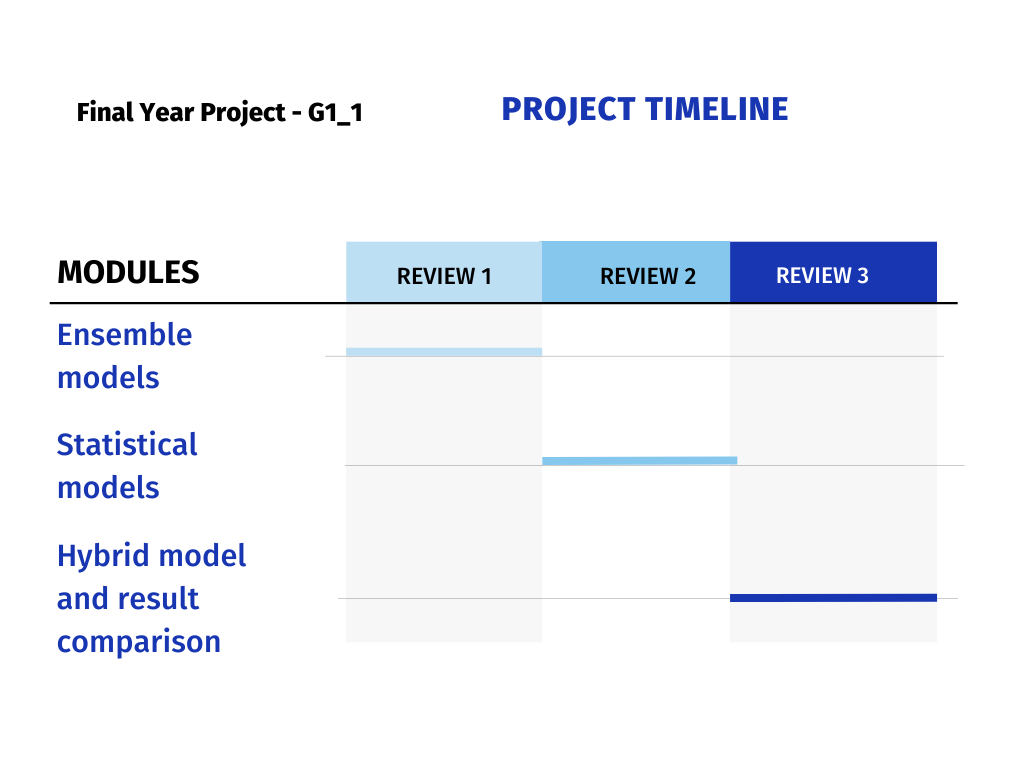 Final Year Project - G1_1
PROJECT TIMELINE
MODULES
REVIEW 1
REVIEW 2
REVIEW 3
Ensemble
models
Statistical
models
Hybrid model
and result
comparison